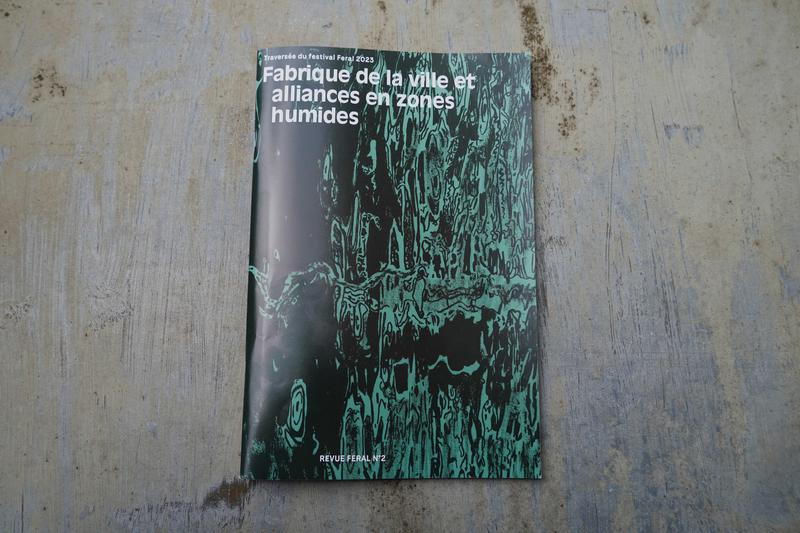 Traversée du festival Feral 2023
Fabrique de la ville et
alliances en zones
humides
REVUE FERAL N°2